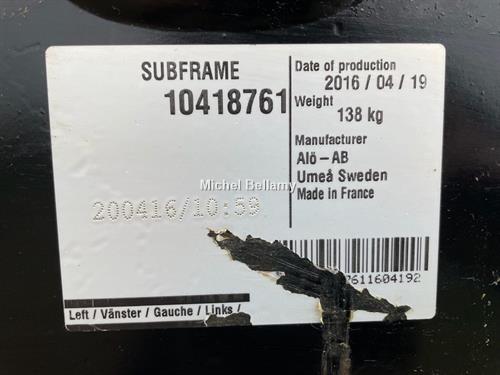 SUBFRAME
10418761
Date of production
2016 / 04 / 19
Weight
138 kg
Manufacturer
Alö-AB
Umeå Sweden
Made in France
Michel Bellamy
200416/10:59
7611604192
Left / Vänster / Gauche / Links /